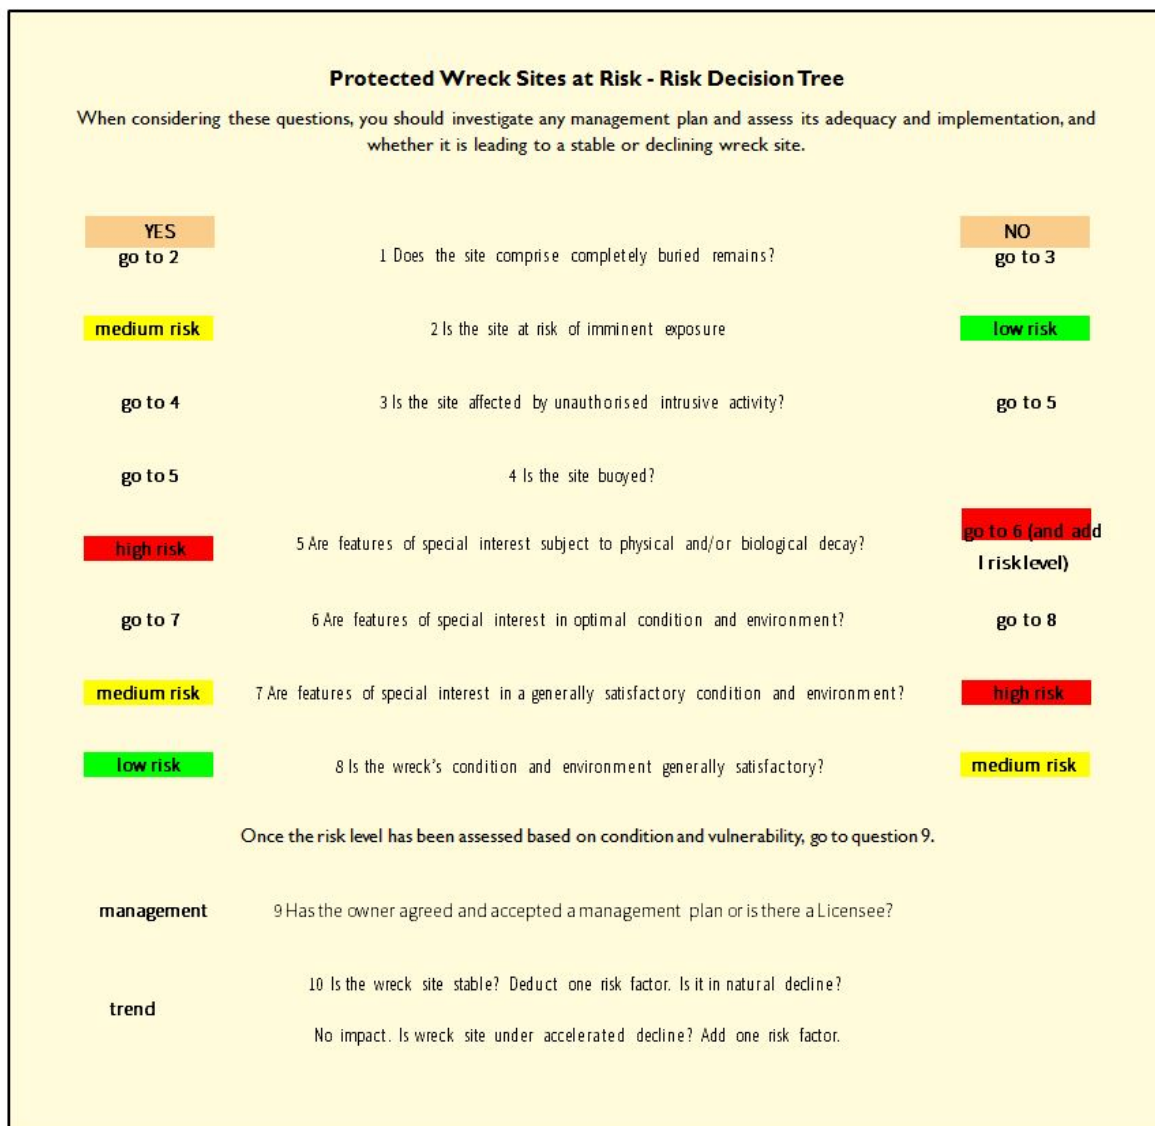 Protected Wreck Sites at Risk - Risk Decision Tree
When considering these questions, you should investigate any management plan and assess its adequacy and implementation, and
whether it is leading to a stable or declining wreck site.
YES
NO
go to 2
1 Does the site comprise completely buried remains?
go to 3
medium risk
2 Is the site at risk of imminent exposure
low risk
go to 4
3 Is the site affected by unauthorised intrusive activity?
go to 5
go to 5
4 Is the site buoyed?
high risk
5 Are features of special interest subject to physical and/or biological decay?
go to 6 (and add
1 risk level)
go to 7
6 Are features of special interest in optimal condition and environment?
go to 8
medium risk
7 Are features of special interest in a generally satisfactory condition and environment?
high risk
low risk
8 Is the wreck's condition and environment generally satisfactory?
medium risk
Once the risk level has been assessed based on condition and vulnerability, go to question 9.
management
9 Has the owner agreed and accepted a management plan or is there a Licensee?
trend
10 Is the wreck site stable? Deduct one risk factor. Is it in natural decline?
No impact. Is wreck site under accelerated decline? Add one risk factor.